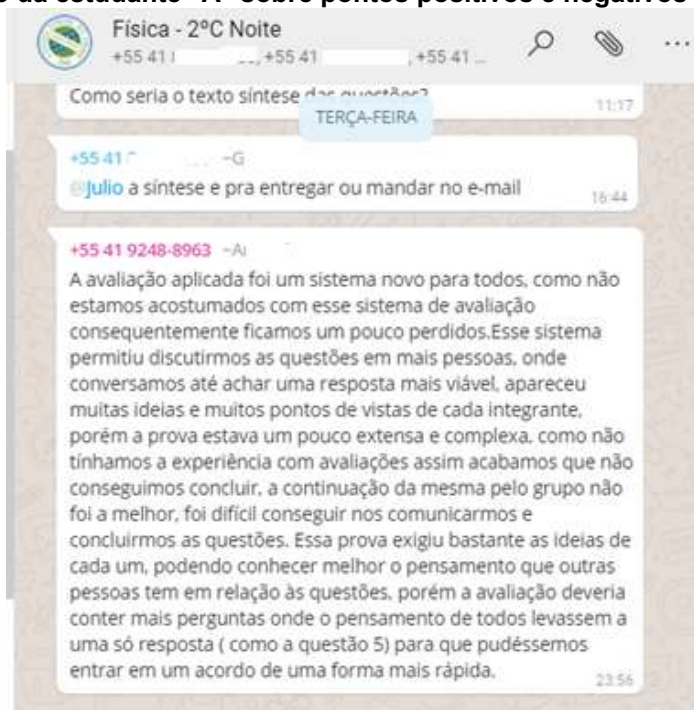 da estudante "A" sobre pontos positivos e negativos
Física - 2ºC Noite
+55 41 , +55 41 , +55 41 ...
Como seria o texto síntese das questões?
11:17
TERÇA-FEIRA
+55 41 ~G
@Julio a síntese e pra entregar ou mandar no e-mail
16:44
+55 41 9248-8963 ~A
A avaliação aplicada foi um sistema novo para todos, como não
estamos acostumados com esse sistema de avaliação
consequentemente ficamos um pouco perdidos.Esse sistema
permitiu discutirmos as questões em mais pessoas, onde
conversamos até achar uma resposta mais viável, apareceu
muitas ideias e muitos pontos de vistas de cada integrante,
porém a prova estava um pouco extensa e complexa, como não
tínhamos a experiência com avaliações assim acabamos que não
conseguimos concluir, a continuação da mesma pelo grupo não
foi a melhor, foi difícil conseguir nos comunicarmos e
concluirmos as questões. Essa prova exigiu bastante as ideias de
cada um, podendo conhecer melhor o pensamento que outras
pessoas tem em relação às questões, porém a avaliação deveria
conter mais perguntas onde o pensamento de todos levassem a
uma só resposta ( como a questão 5) para que pudéssemos
entrar em um acordo de uma forma mais rápida.
23:56